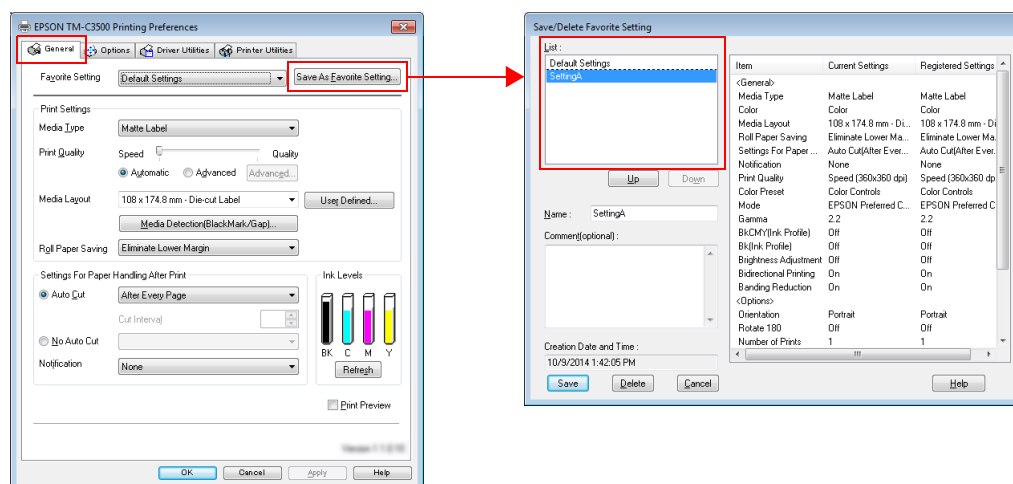 EPSON TM-C3500 Printing Preferences
General
Options
Driver Utilities
Printer Utilities
Favorite Setting
Default Settings
Save As Favorite Setting...
Print Settings
Media Type
Matte Label
Print Quality
Speed
Quality
Automatic
Advanced
Advanced...
Media Layout
108 x 174.8 mm - Die-cut Label
User Defined...
Media Detection(BlackMark/Gap)...
Roll Paper Saving
Eliminate Lower Margin
Settings For Paper Handling After Print
Auto Cut
After Every Page
Cut Interval
No Auto Cut
Notification
None
Ink Levels
BK C M Y
Refresh
Print Preview
OK
Cancel
Apply
Help
Save/Delete Favorite Setting
List :
Default Settings
SettingA
Up
Down
Name :
SettingA
Comment(optional) :
Creation Date and Time :
10/9/2014 1:42:05 PM
Save
Delete
Cancel
Item Current Settings Registered Settings
<General>
Media Type Matte Label Matte Label
Color Color Color
Media Layout 108 x 174.8 mm - Di... 108 x 174.8 mm - Di
Roll Paper Saving Eliminate Lower Ma... Eliminate Lower Ma.
Settings For Paper ... Auto Cut(After Ever... Auto Cut(After Ever.
Notification None None
Print Quality Speed (360x360 dpi) Speed (360x360 dp
Color Preset Color Controls Color Controls
Mode EPSON Preferred C... EPSON Preferred C
Gamma 2.2 2.2
BkCMY(Ink Profile) Off Off
Bk(Ink Profile) Off Off
Brightness Adjustment Off Off
Bidirectional Printing On On
Banding Reduction On On
<Options>
Orientation Portrait Portrait
Rotate 180 Off Off
Number of Prints 1 1
Help